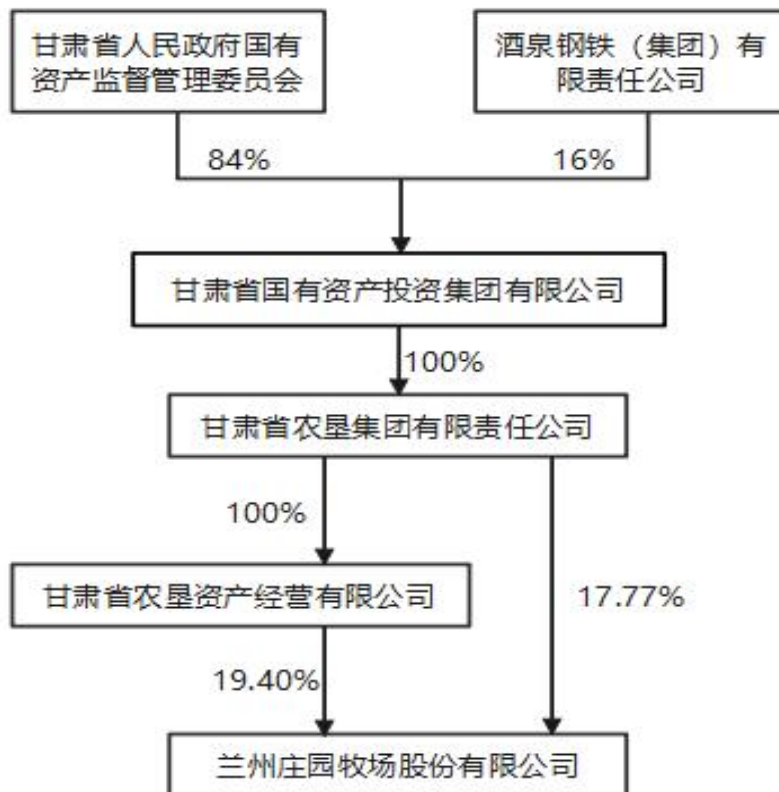 甘肃省人民政府国有
资产监督管理委员会
酒泉钢铁（集团）有
限责任公司
84%
16%
甘肃省国有资产投资集团有限公司
100%
甘肃省农垦集团有限责任公司
100%
甘肃省农垦资产经营有限公司
17.77%
19.40%
兰州庄园牧场股份有限公司